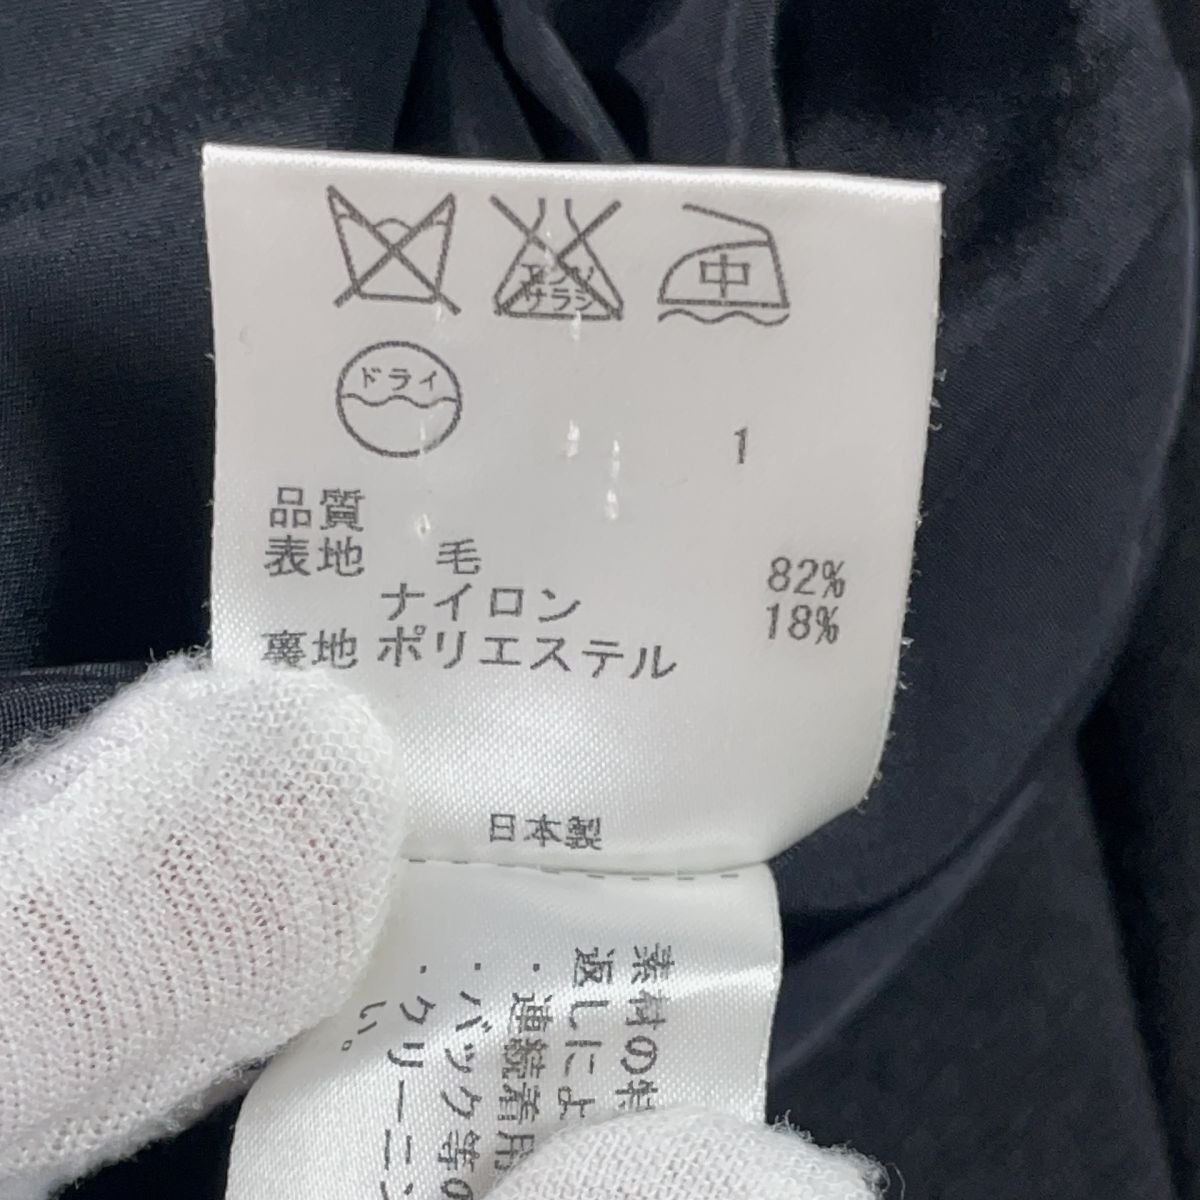 エンソ
サラシ
中
ドライ
1
品質
表地 毛 82%
ナイロン 18%
裏地 ポリエステル
日本製
素材の特
返しによ
・連続着用
・バック等の
・クリーニン
い。